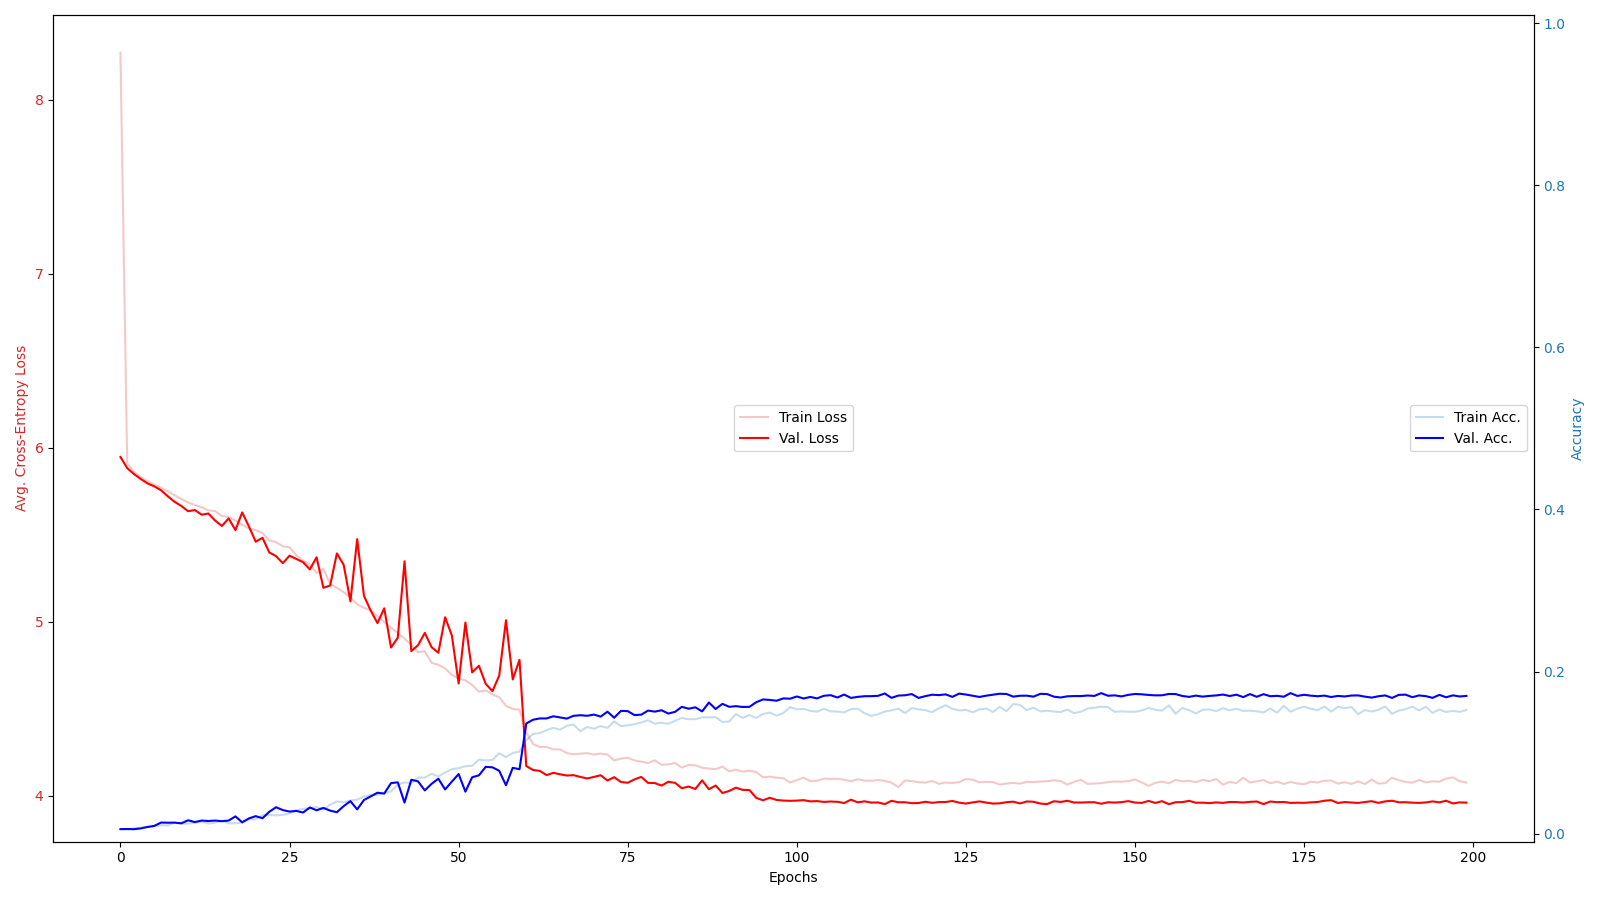 8
7
6
5
4
Avg. Cross-Entropy Loss
Train Loss
Val. Loss
Train Acc.
Val. Acc.
1.0
0.8
0.6
0.4
0.2
0.0
Accuracy
0 25 50 75 100 125 150 175 200
Epochs